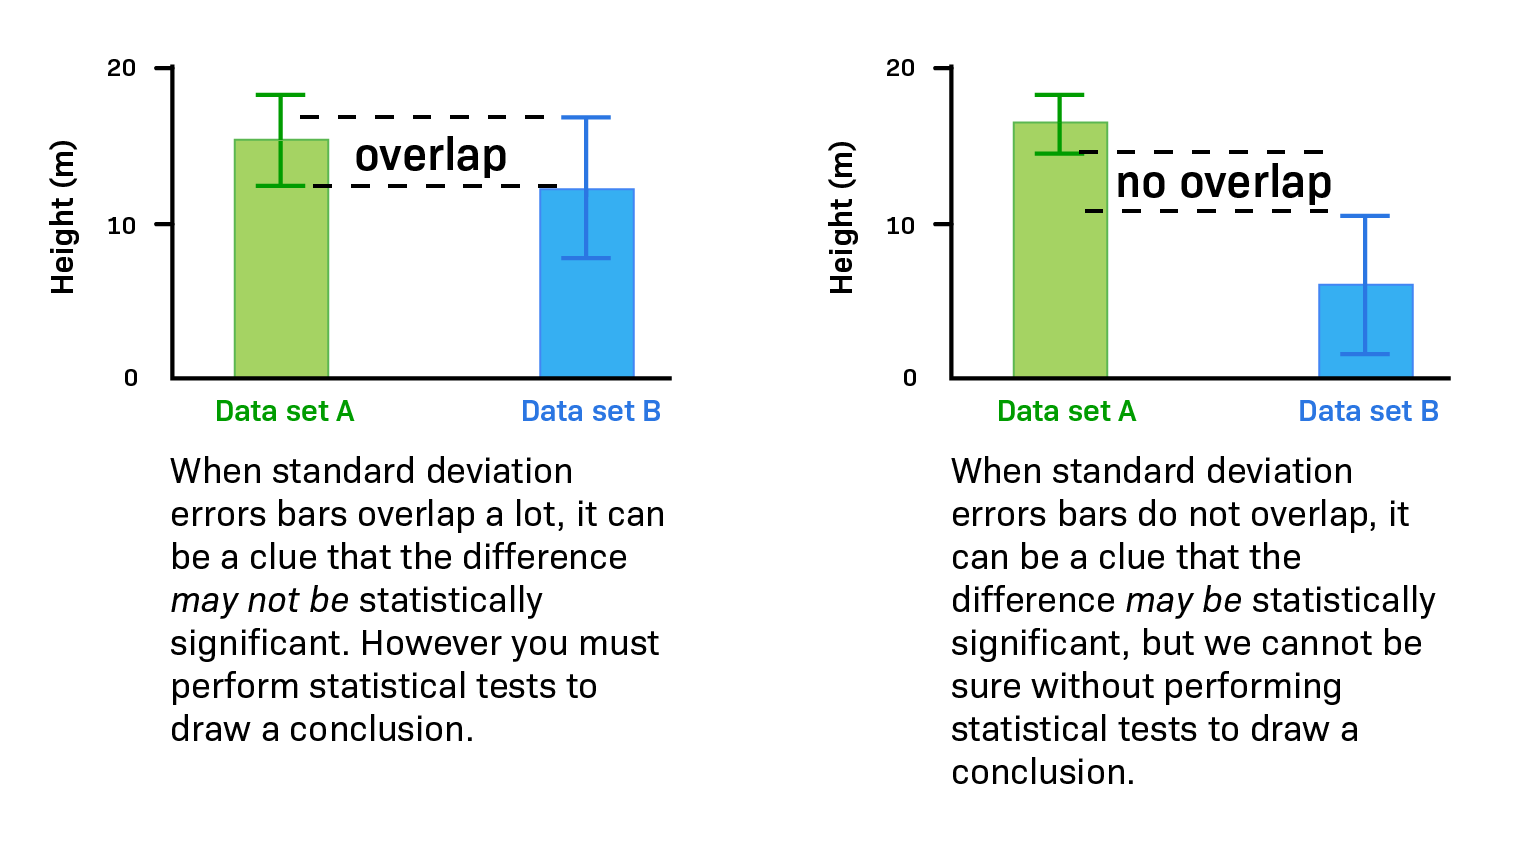 20
10
0
Height (m)
overlap
Data set A
Data set B
When standard deviation
errors bars overlap a lot, it can
be a clue that the difference
may not be statistically
significant. However you must
perform statistical tests to
draw a conclusion.
20
10
0
Height (m)
no overlap
Data set A
Data set B
When standard deviation
errors bars do not overlap, it
can be a clue that the
difference may be statistically
significant, but we cannot be
sure without performing
statistical tests to draw a
conclusion.